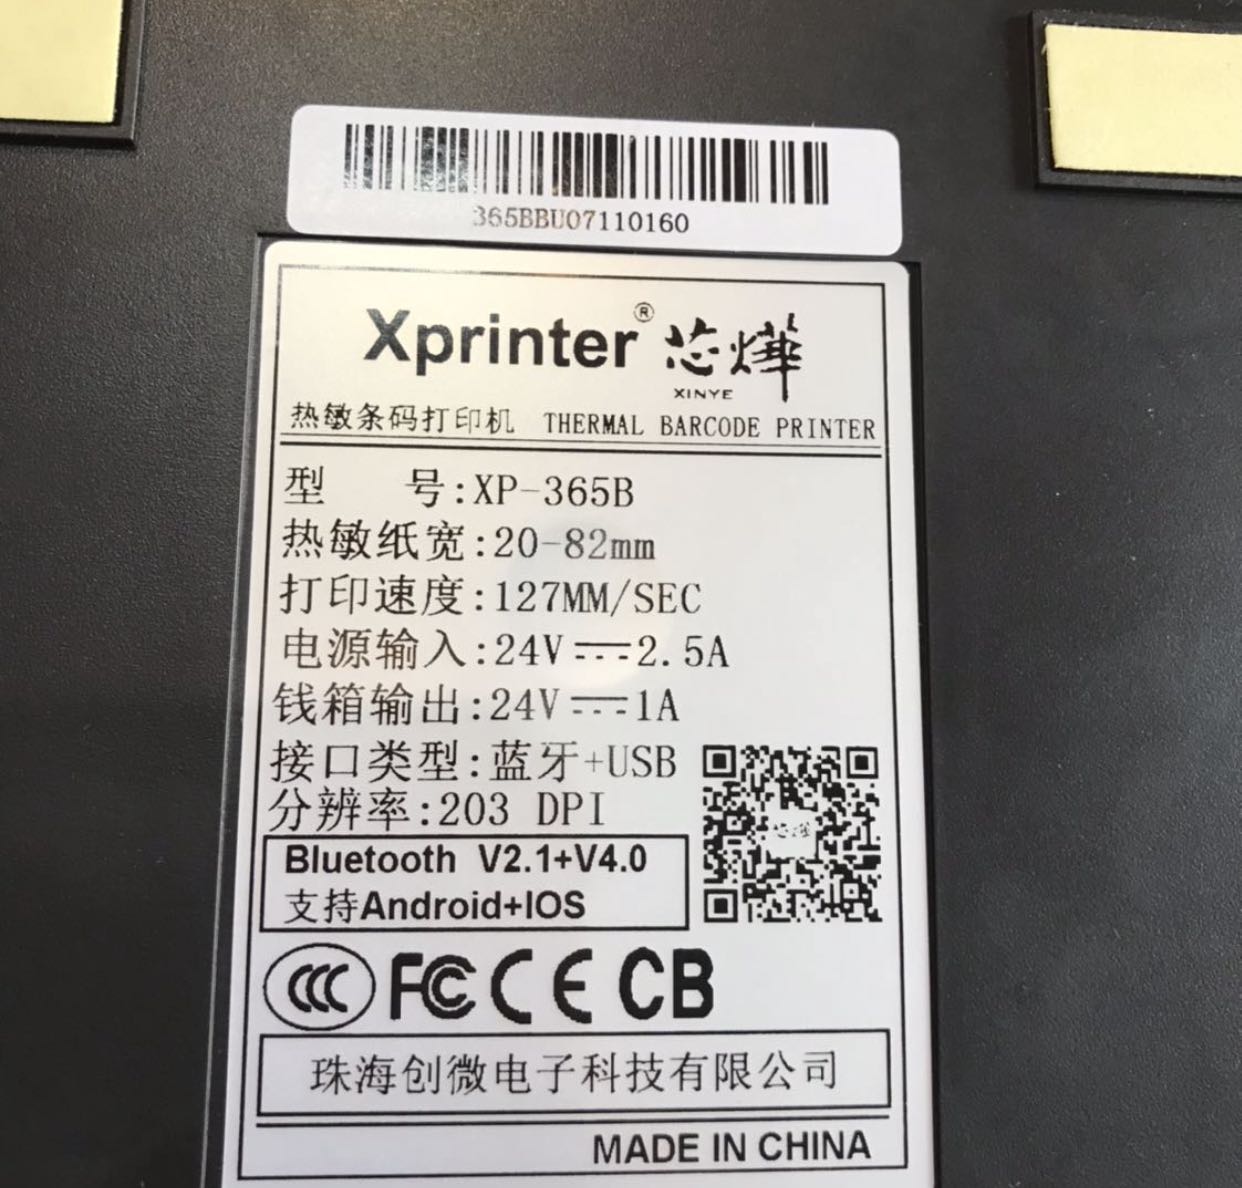 365BBU07110160
Xprinter® 芯烨
XINYE
热敏条码打印机 THERMAL BARCODE PRINTER
型 号:XP-365B
热敏纸宽:20-82mm
打印速度:127MM/SEC
电源输入:24V⎓2.5A
钱箱输出:24V⎓1A
接口类型:蓝牙+USB
分辨率:203 DPI
芯烨
Bluetooth V2.1+V4.0
支持Android+IOS
CCC FC CE CB
珠海创微电子科技有限公司
MADE IN CHINA